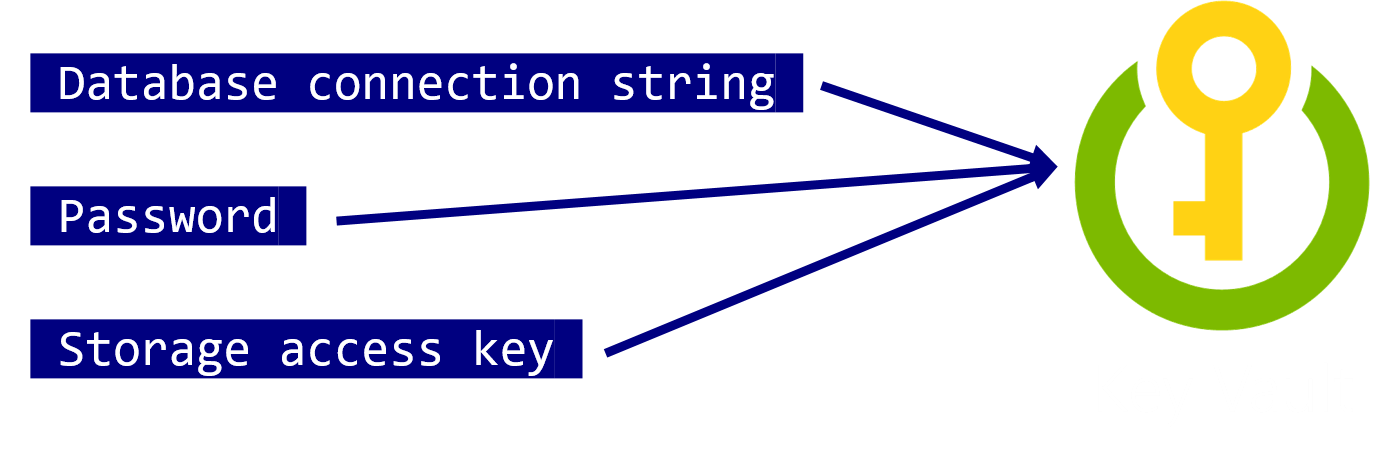 Database connection string
Password
Storage access key